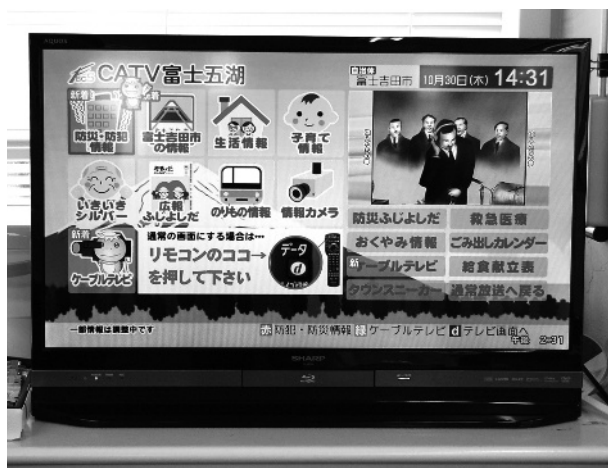 CATV富士五湖
自治体
富士吉田市
10月30日(木) 14:31
新着
防災・防犯
情報
富士吉田市
の情報
生活情報
子育て
情報
いきいき
シルバー
広報
ふじよしだ
のりもの情報
情報カメラ
新着
ケーブルテレビ
通常の画面にする場合は…
リモコンのココ→
を押して下さい
データ
d
防災ふじよしだ
救急医療
おくやみ情報
ごみ出しカレンダー
新
ケーブルテレビ
給食献立表
タウンスニーカー
通常放送へ戻る
一部情報は調整中です
赤 防犯・防災情報 緑 ケーブルテレビ d テレビ画面へ
午後 2:31
SHARP